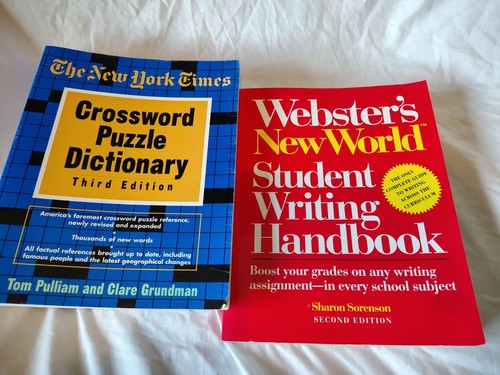 The New York Times
Crossword
Puzzle
Dictionary
Third Edition
America's foremost crossword puzzle reference,
newly revised and expanded
Thousands of new words
All factual references brought up to date, including
famous people and the latest geographical changes
Tom Pulliam and Clare Grundman
Webster's
New World™
Student
Writing
Handbook
THE ONLY
COMPLETE GUIDE
TO WRITING
ACROSS THE
CURRICULUM
Boost your grades on any writing
assignment—in every school subject
Sharon Sorenson
SECOND EDITION